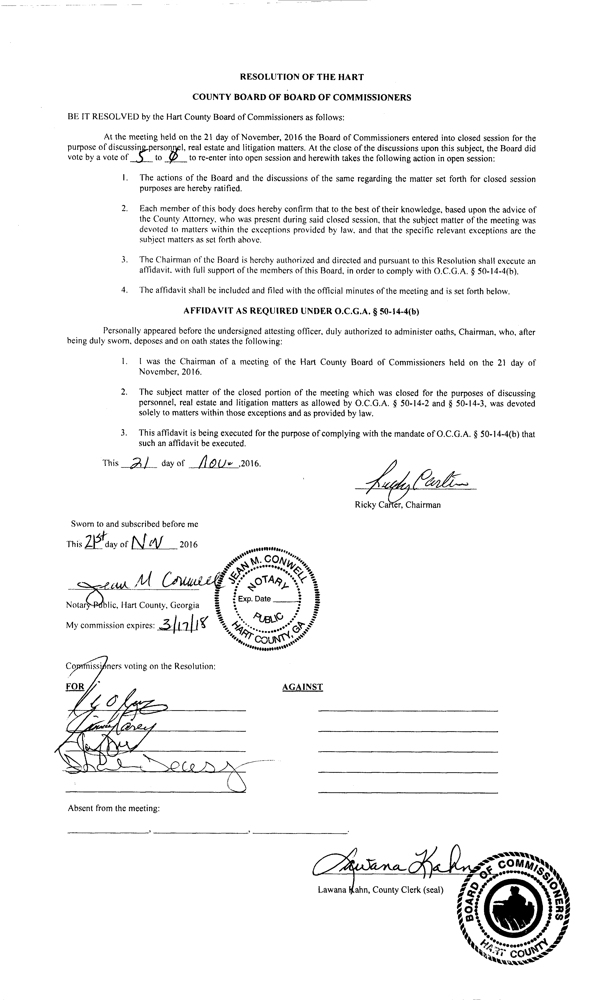 RESOLUTION OF THE HART
COUNTY BOARD OF BOARD OF COMMISSIONERS
BE IT RESOLVED by the Hart County Board of Commissioners as follows:
At the meeting held on the 21 day of November, 2016 the Board of Commissioners entered into closed session for the
purpose of discussing personnel, real estate and litigation matters. At the close of the discussions upon this subject, the Board did
vote by a vote of 5 to 0 to re-enter into open session and herewith takes the following action in open session:
1. The actions of the Board and the discussions of the same regarding the matter set forth for closed session
purposes are hereby ratified.
2. Each member of this body does hereby confirm that to the best of their knowledge, based upon the advice of
the County Attorney, who was present during said closed session, that the subject matter of the meeting was
devoted to matters within the exceptions provided by law, and that the specific relevant exceptions are the
subject matters as set forth above.
3. The Chairman of the Board is hereby authorized and directed and pursuant to this Resolution shall execute an
affidavit, with full support of the members of this Board, in order to comply with O.C.G.A. § 50-14-4(b).
4. The affidavit shall be included and filed with the official minutes of the meeting and is set forth below.
AFFIDAVIT AS REQUIRED UNDER O.C.G.A. § 50-14-4(b)
Personally appeared before the undersigned attesting officer, duly authorized to administer oaths, Chairman, who, after
being duly sworn, deposes and on oath states the following:
1. I was the Chairman of a meeting of the Hart County Board of Commissioners held on the 21 day of
November, 2016.
2. The subject matter of the closed portion of the meeting which was closed for the purposes of discussing
personnel, real estate and litigation matters as allowed by O.C.G.A. § 50-14-2 and § 50-14-3, was devoted
solely to matters within those exceptions and as provided by law.
3. This affidavit is being executed for the purpose of complying with the mandate of O.C.G.A. § 50-14-4(b) that
such an affidavit be executed.
This 21 day of Nov ,2016.
Ricky Carter
Ricky Carter, Chairman
Sworn to and subscribed before me
This 21st day of Nov 2016
Jean M Conwell
Notary Public, Hart County, Georgia
My commission expires: 3/17/18
JEAN M. CONWELL
NOTARY
Exp. Date
PUBLIC
HART COUNTY, GA
Commissioners voting on the Resolution:
FOR AGAINST
Absent from the meeting:
Lawana Kahn
Lawana Kahn, County Clerk (seal)
BOARD OF COMMISSIONERS
HART COUNTY